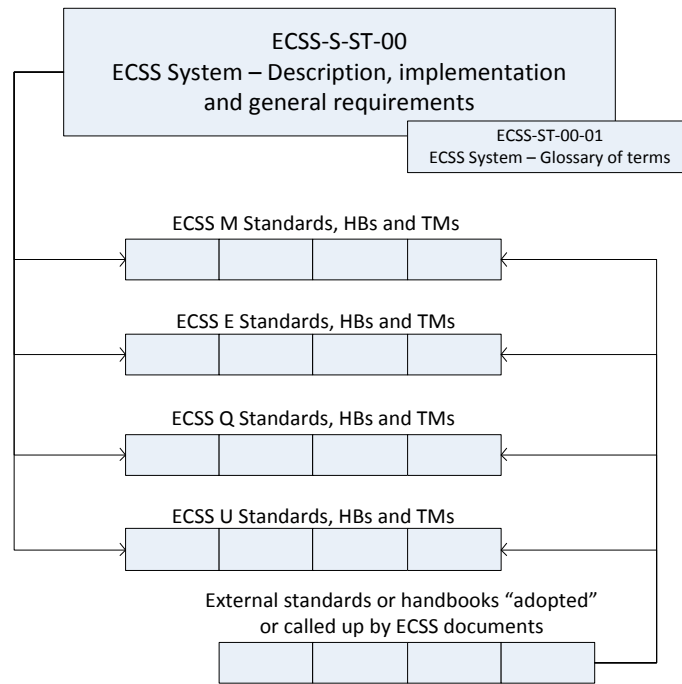 ECSS-S-ST-00
ECSS System – Description, implementation
and general requirements
ECSS-ST-00-01
ECSS System – Glossary of terms
ECSS M Standards, HBs and TMs
ECSS E Standards, HBs and TMs
ECSS Q Standards, HBs and TMs
ECSS U Standards, HBs and TMs
External standards or handbooks “adopted”
or called up by ECSS documents